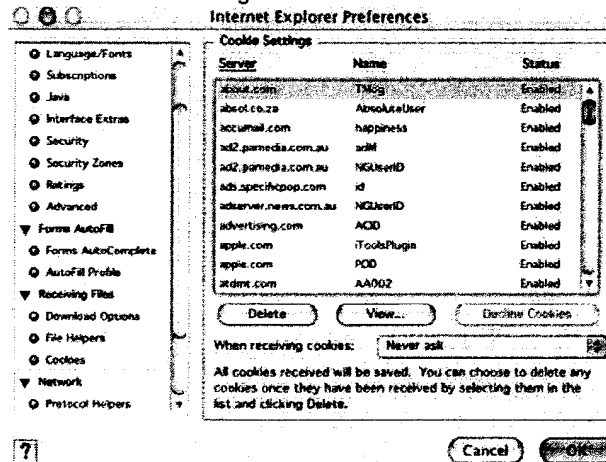 Internet Explorer Preferences
Language/Fonts
Subscriptions
Java
Interface Extras
Security
Security Zones
Ratings
Advanced
Forms AutoFill
Forms AutoComplete
AutoFill Profile
Receiving Files
Download Options
File Helpers
Cookies
Network
Protocol Helpers
Cookie Settings
Server Name Status
about.com TMog Enabled
absol.co.za AbsoluteUser Enabled
accumail.com happiness Enabled
ad2.pamedia.com.au adM Enabled
ad2.pamedia.com.au NGUserID Enabled
ads.specificpop.com id Enabled
adserver.news.com.au NGUserID Enabled
advertising.com ACID Enabled
apple.com iToolsPlugin Enabled
apple.com POD Enabled
atdmt.com AA002 Enabled
Delete View... Decline Cookies
When receiving cookies: Never ask
All cookies received will be saved. You can choose to delete any
cookies once they have been received by selecting them in the
list and clicking Delete.
? Cancel OK